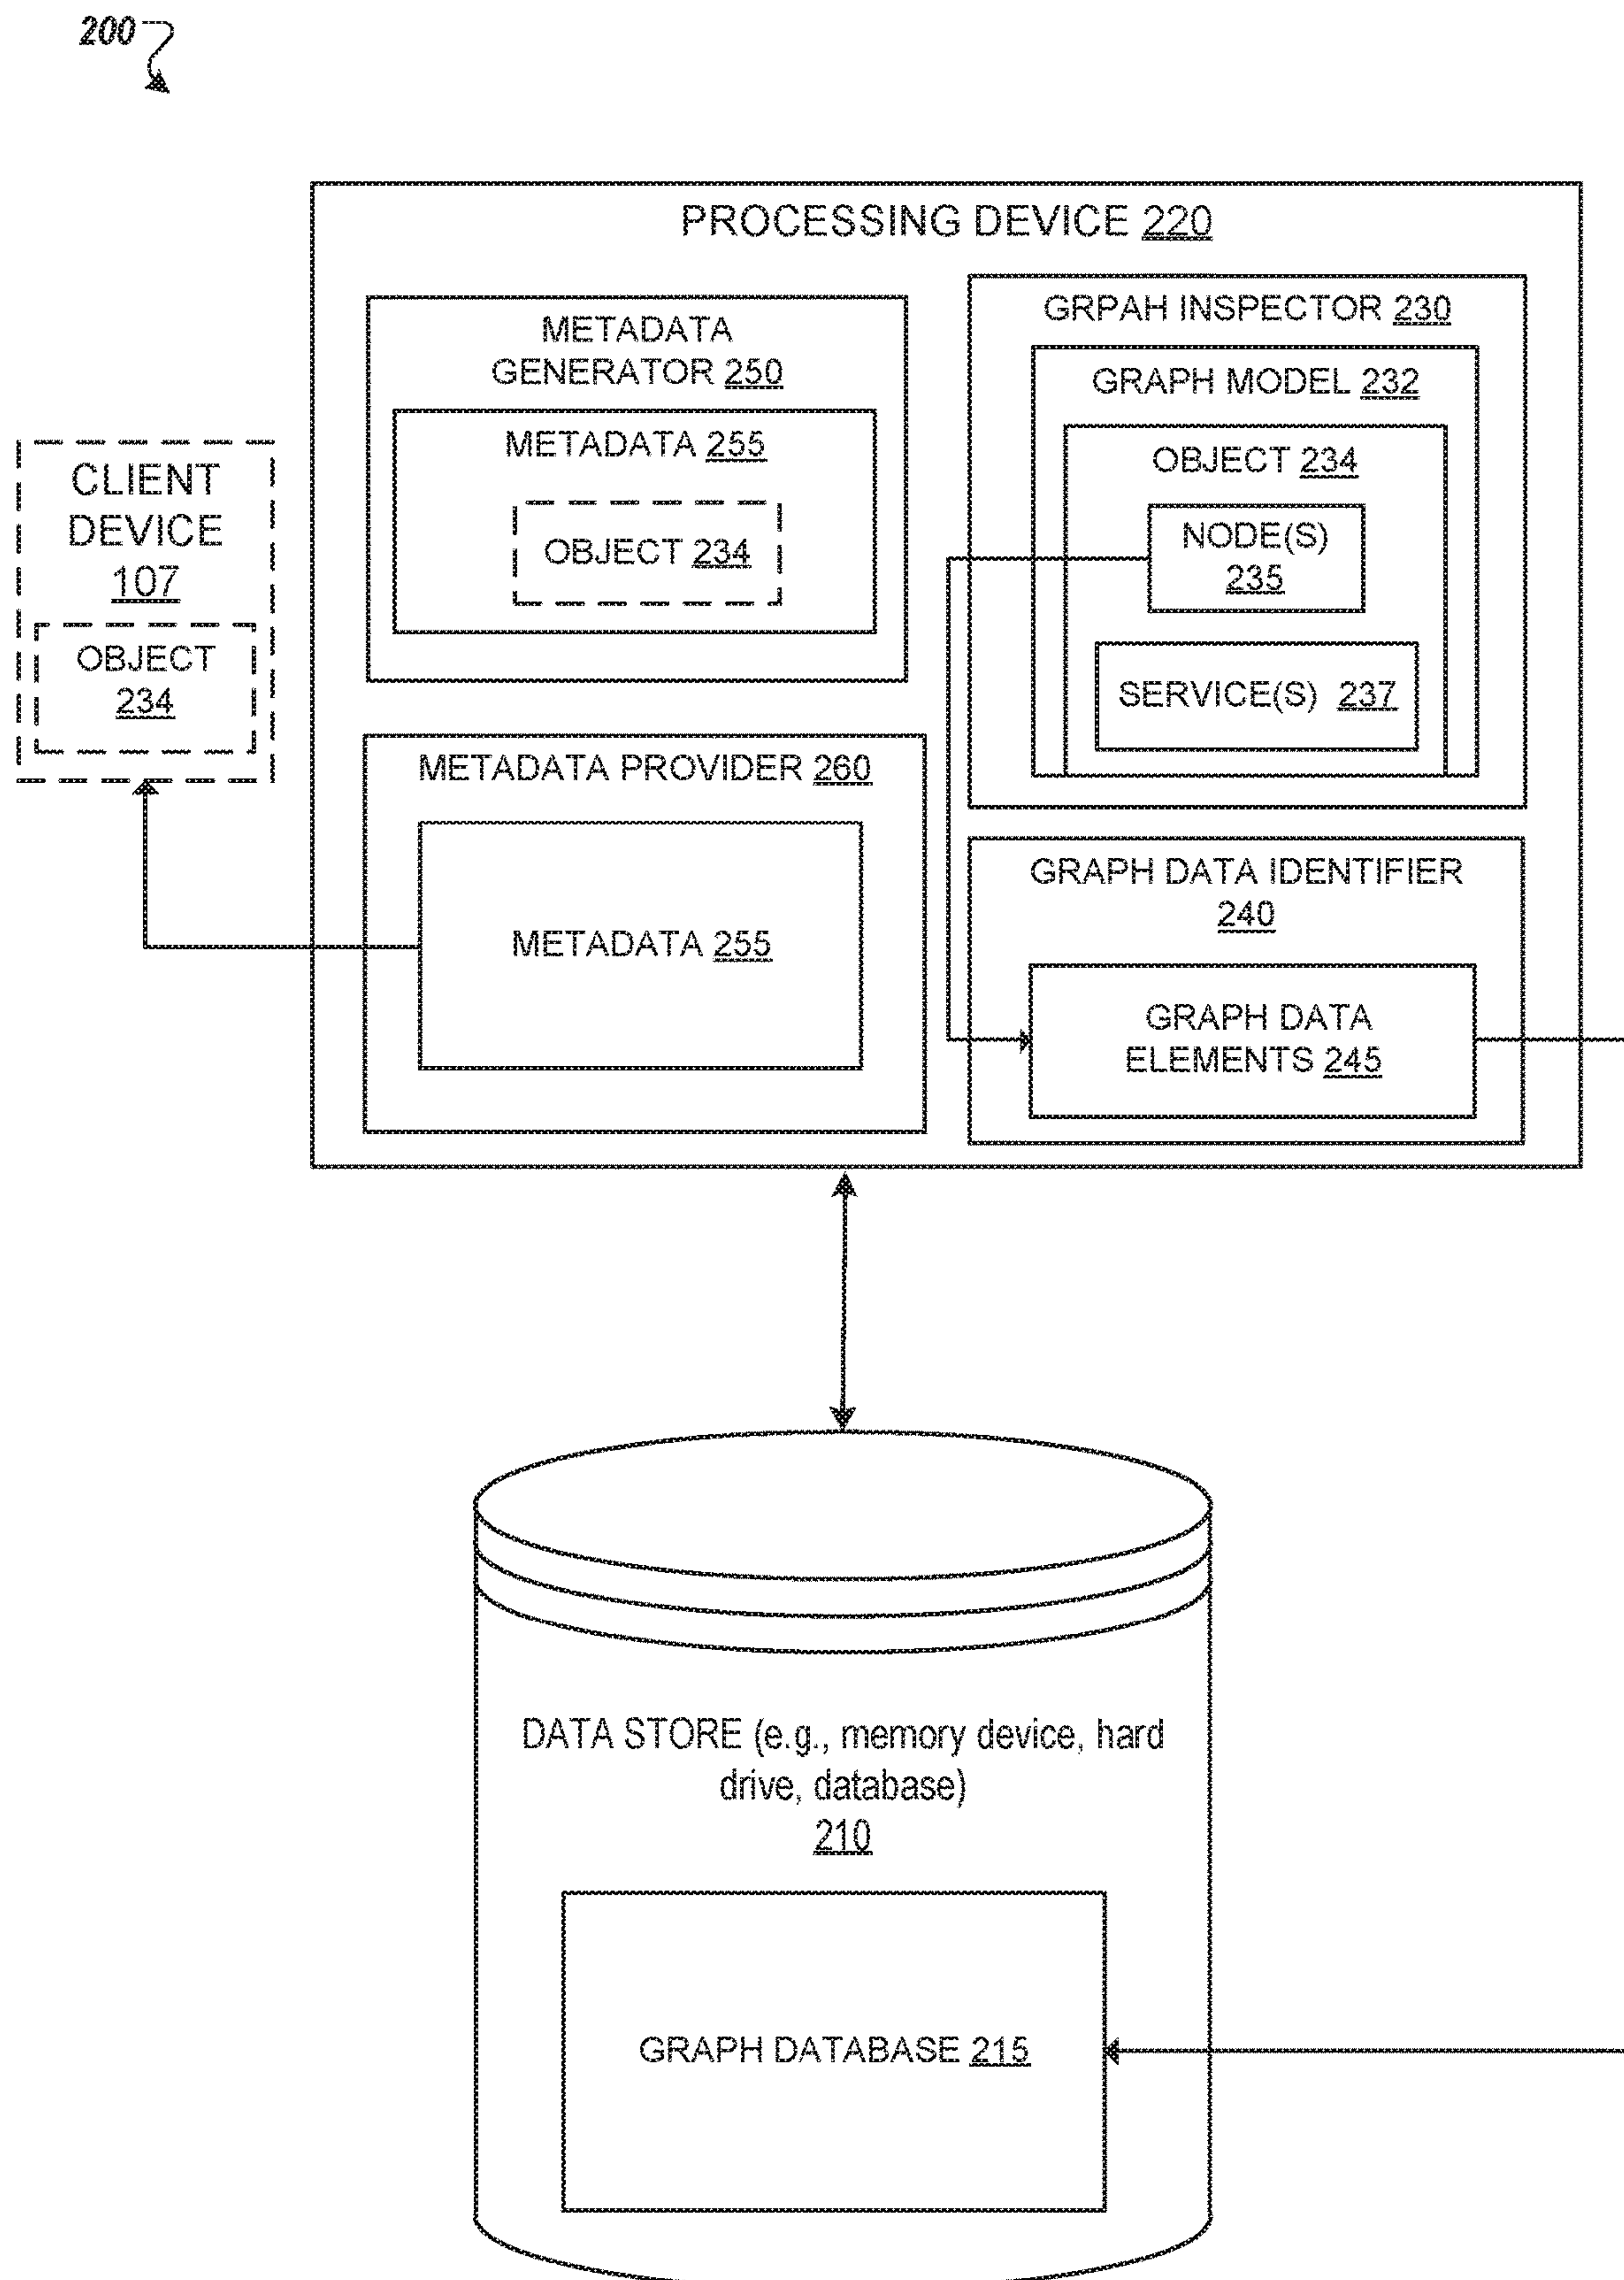 200
PROCESSING DEVICE 220
METADATA
GENERATOR 250
METADATA 255
OBJECT 234
GRPAH INSPECTOR 230
GRAPH MODEL 232
OBJECT 234
NODE(S)
235
SERVICE(S) 237
CLIENT
DEVICE
107
OBJECT
234
METADATA PROVIDER 260
METADATA 255
GRAPH DATA IDENTIFIER
240
GRAPH DATA
ELEMENTS 245
DATA STORE (e.g., memory device, hard
drive, database)
210
GRAPH DATABASE 215